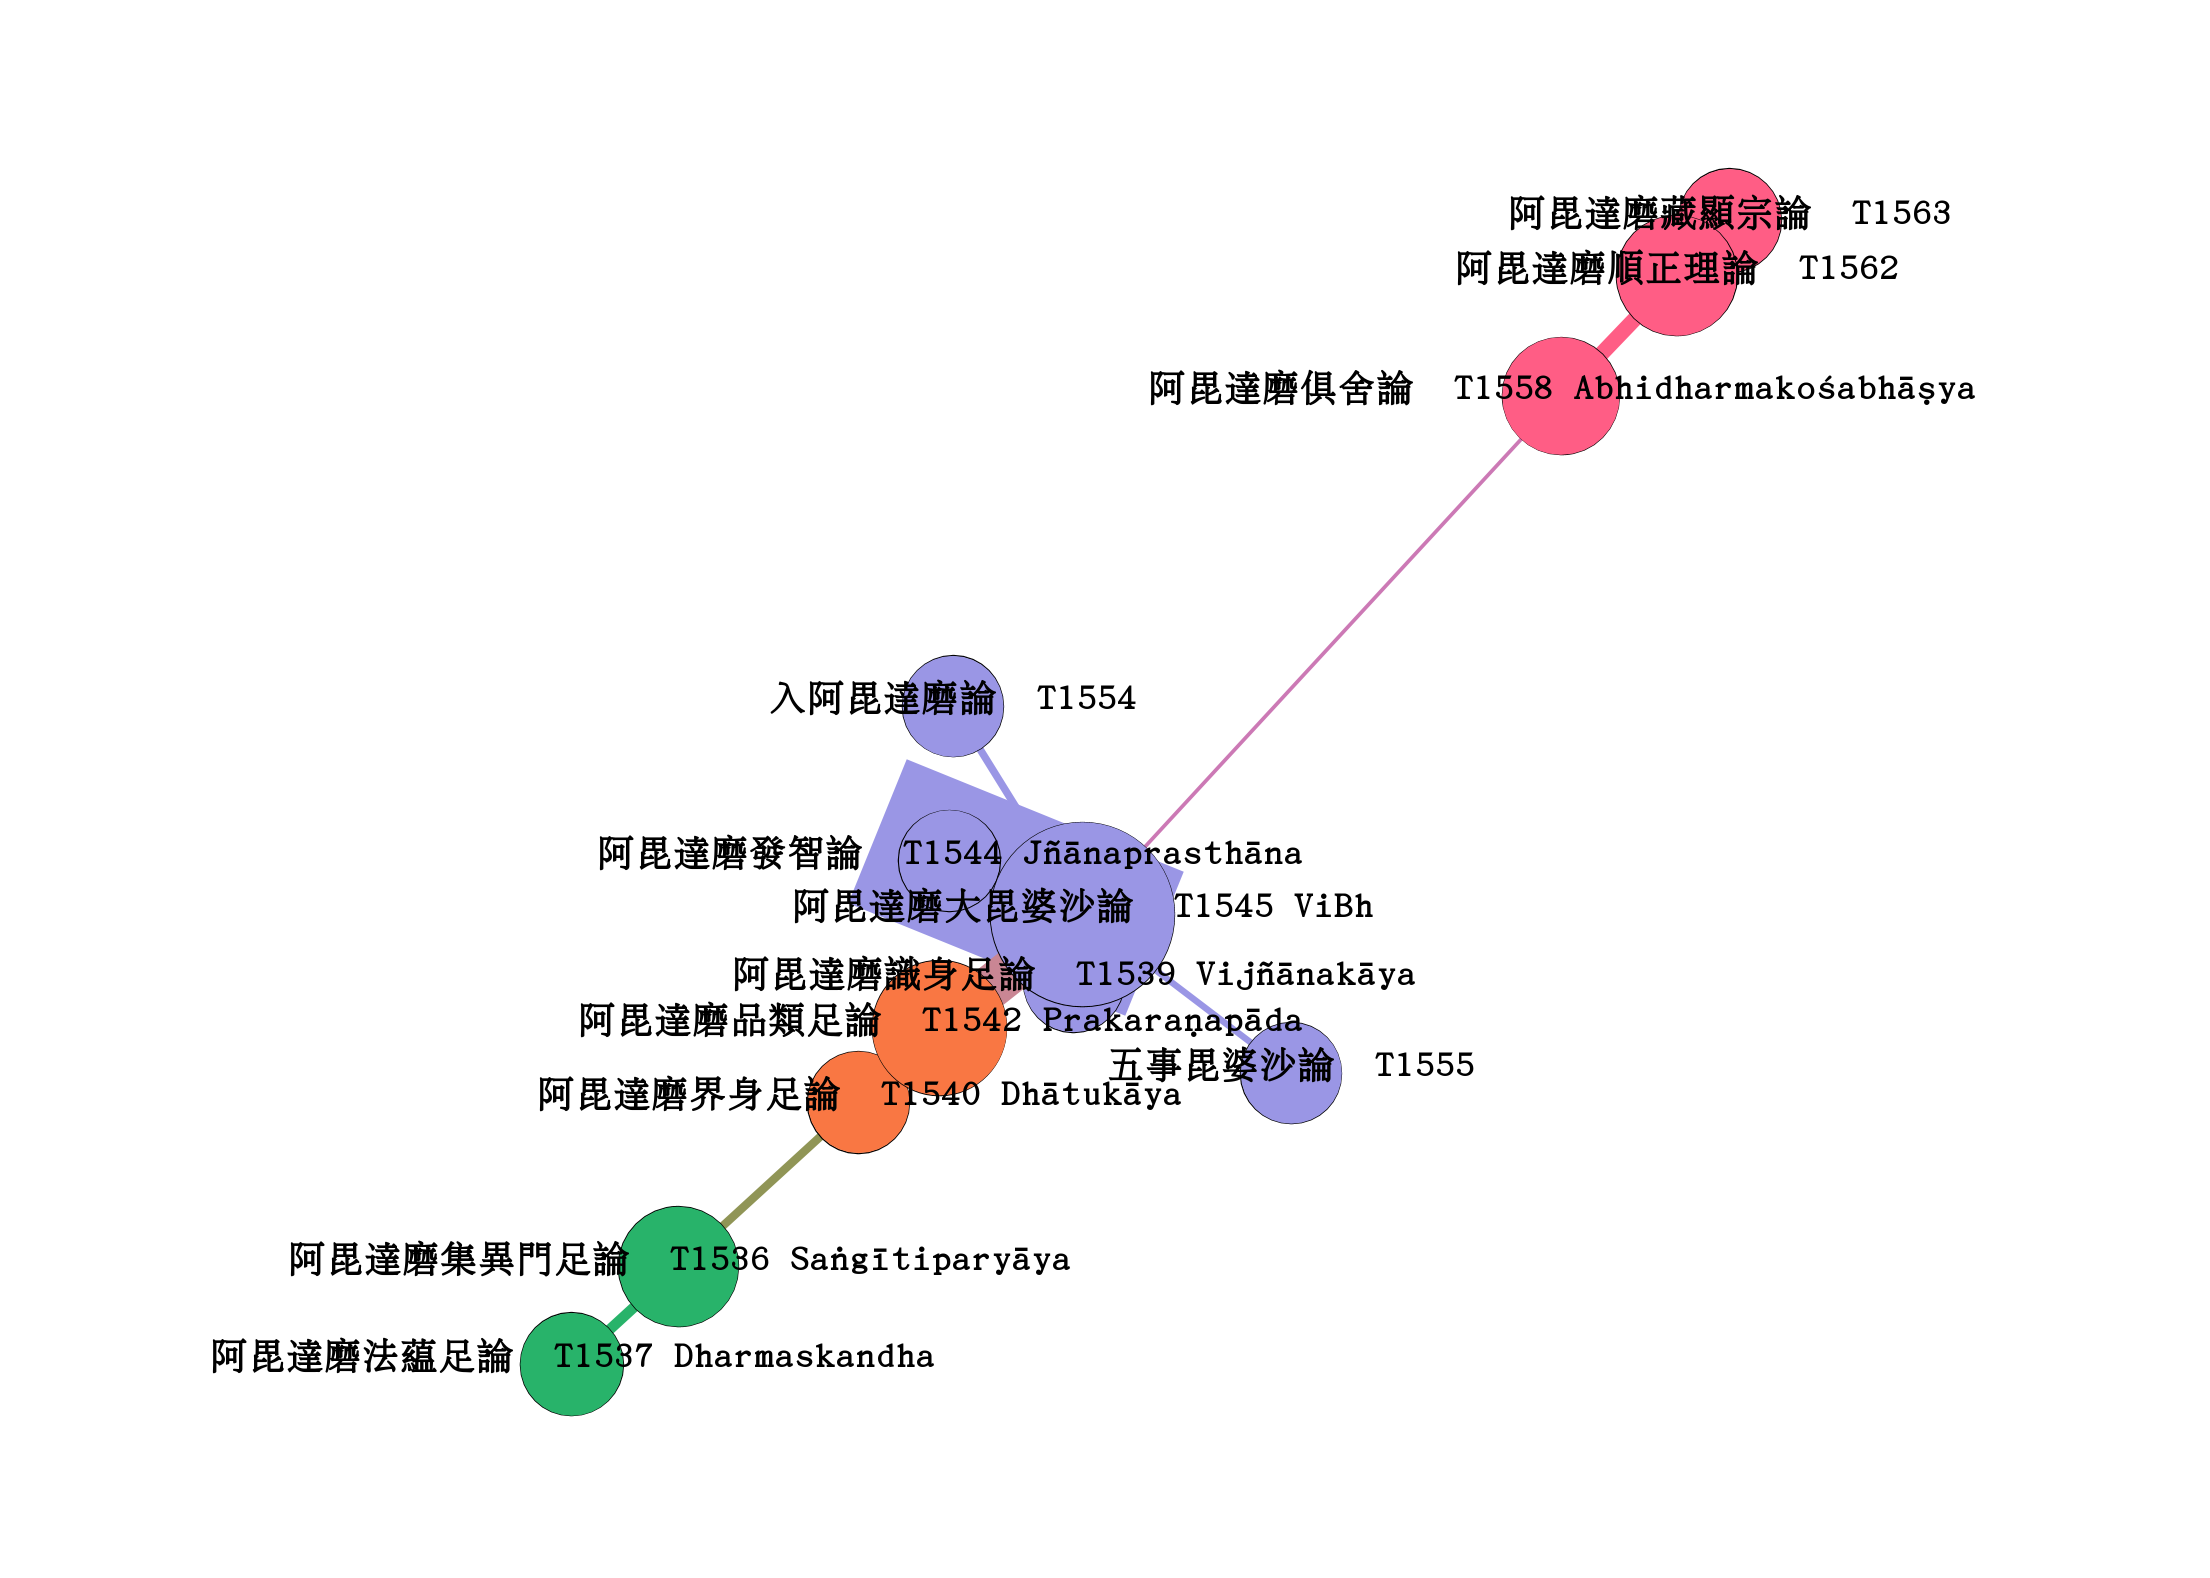 阿毘達磨藏顯宗論 T1563
阿毘達磨順正理論 T1562
阿毘達磨俱舍論 T1558 Abhidharmakośabhāṣya
入阿毘達磨論 T1554
阿毘達磨發智論 T1544 Jñānaprasthāna
阿毘達磨大毘婆沙論 T1545 ViBh
阿毘達磨識身足論 T1539 Vijñānakāya
阿毘達磨品類足論 T1542 Prakaraṇapāda
五事毘婆沙論 T1555
阿毘達磨界身足論 T1540 Dhātukāya
阿毘達磨集異門足論 T1536 Saṅgītiparyāya
阿毘達磨法蘊足論 T1537 Dharmaskandha